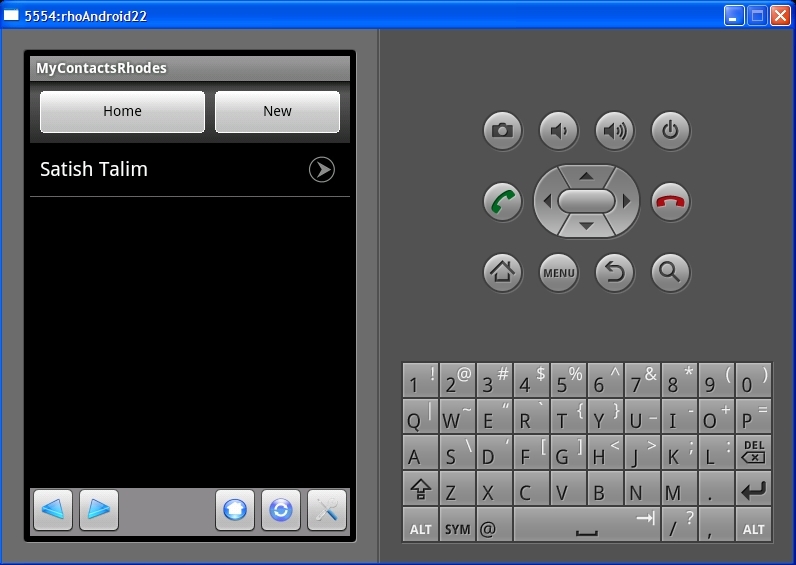 5554:rhoAndroid22
MyContactsRhodes
Home New
Satish Talim
MENU
1 ! 2 @ 3 # 4 $ 5 % 6 ^ 7 & 8 * 9 ( 0 )
Q | W ~ E " R ` T { Y } U _ I - O + P =
A S \ D ' F [ G ] H < J > K ; L : DEL
Z X C V B N M .
ALT SYM @ / ? , ALT